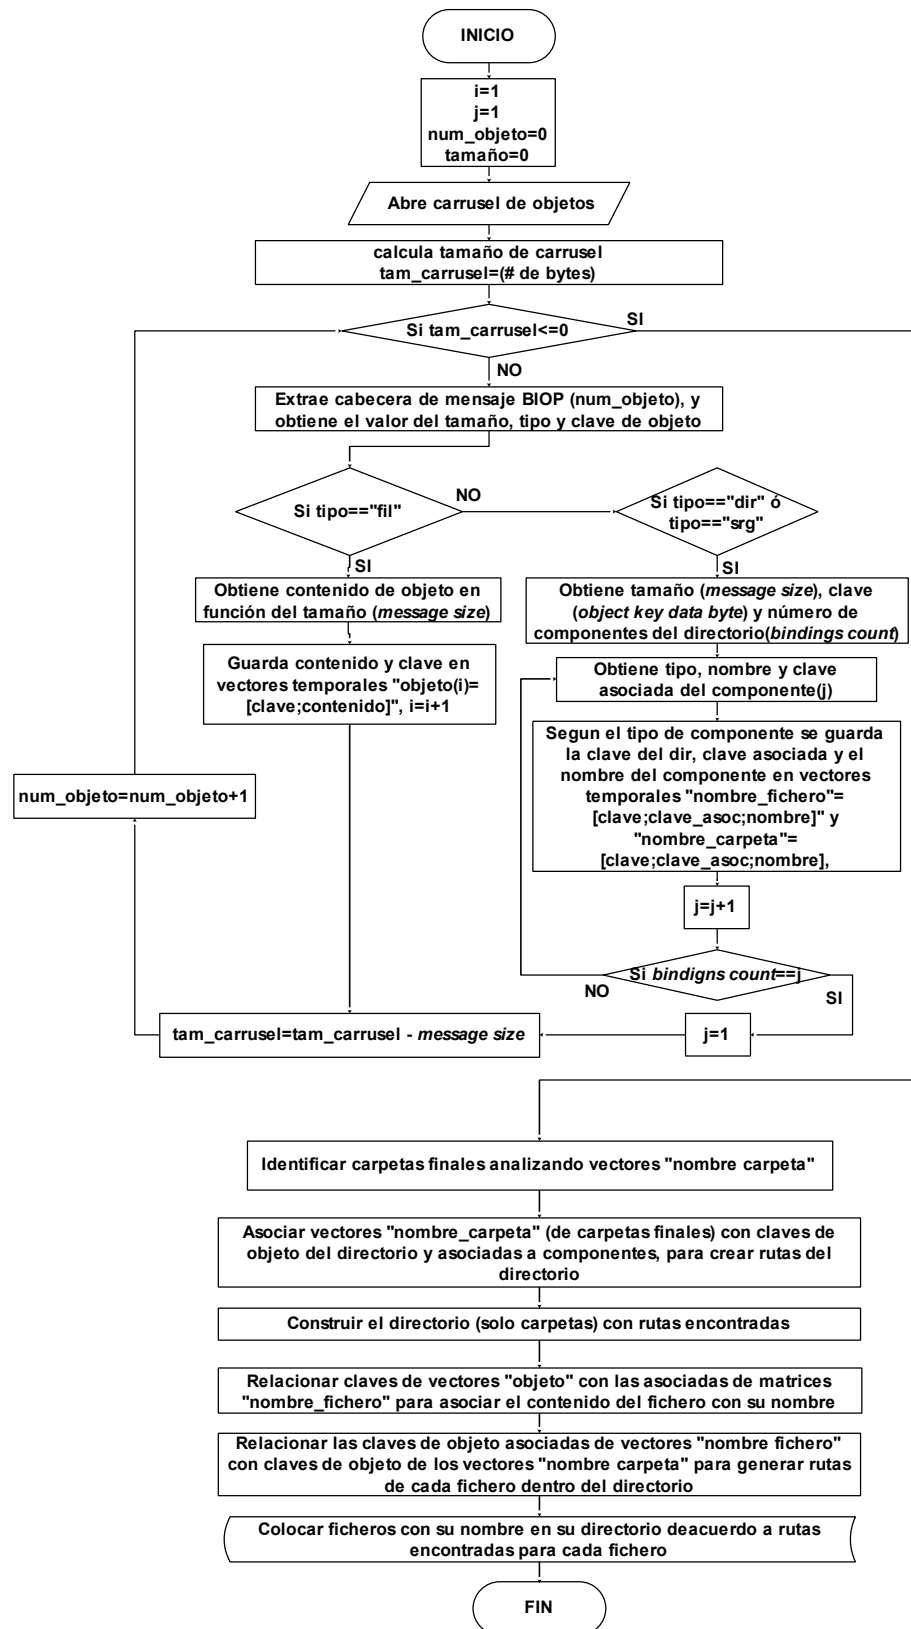 INICIO
i=1
j=1
num_objeto=0
tamaño=0
Abre carrusel de objetos
calcula tamaño de carrusel
tam_carrusel=(# de bytes)
Si tam_carrusel<=0
SI
NO
Extrae cabecera de mensaje BIOP (num_objeto), y
obtiene el valor del tamaño, tipo y clave de objeto
Si tipo=="fil"
NO
Si tipo=="dir" ó
tipo=="srg"
SI
SI
Obtiene contenido de objeto en
función del tamaño (message size)
Obtiene tamaño (message size), clave
(object key data byte) y número de
componentes del directorio(bindings count)
Guarda contenido y clave en
vectores temporales "objeto(i)=
[clave;contenido]", i=i+1
Obtiene tipo, nombre y clave
asociada del componente(j)
Segun el tipo de componente se guarda
la clave del dir, clave asociada y el
nombre del componente en vectores
temporales "nombre_fichero"=
[clave;clave_asoc;nombre]" y
"nombre_carpeta"=
[clave;clave_asoc;nombre],
num_objeto=num_objeto+1
j=j+1
Si bindigns count==j
NO
SI
tam_carrusel=tam_carrusel - message size
j=1
Identificar carpetas finales analizando vectores "nombre carpeta"
Asociar vectores "nombre_carpeta" (de carpetas finales) con claves de
objeto del directorio y asociadas a componentes, para crear rutas del
directorio
Construir el directorio (solo carpetas) con rutas encontradas
Relacionar claves de vectores "objeto" con las asociadas de matrices
"nombre_fichero" para asociar el contenido del fichero con su nombre
Relacionar las claves de objeto asociadas de vectores "nombre fichero"
con claves de objeto de los vectores "nombre carpeta" para generar rutas
de cada fichero dentro del directorio
Colocar ficheros con su nombre en su directorio deacuerdo a rutas
encontradas para cada fichero
FIN